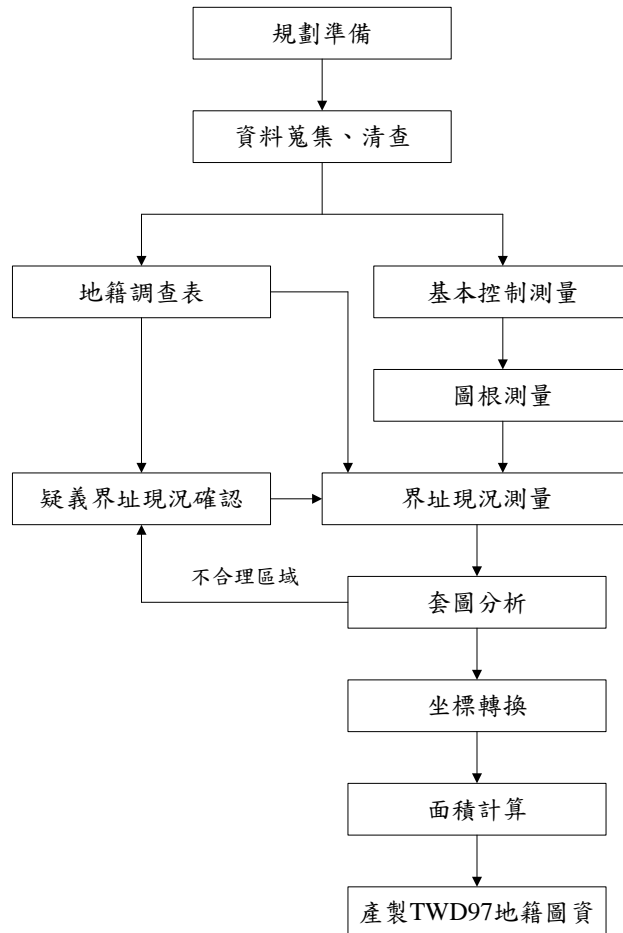 規劃準備
資料蒐集、清查
地籍調查表
基本控制測量
圖根測量
疑義界址現況確認
界址現況測量
不合理區域
套圖分析
坐標轉換
面積計算
產製TWD97地籍圖資